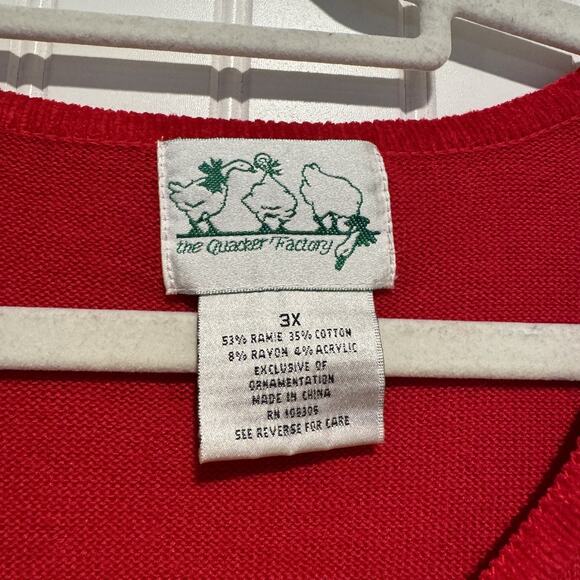 the Quacker Factory
3X
53% RAMIE 35% COTTON
8% RAYON 4% ACRYLIC
EXCLUSIVE OF
ORNAMENTATION
MADE IN CHINA
RN 109305
SEE REVERSE FOR CARE